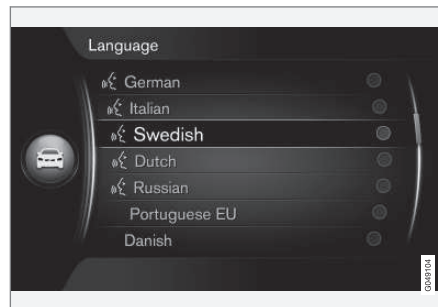 Language
German
Italian
Swedish
Dutch
Russian
Portuguese EU
Danish
G049104